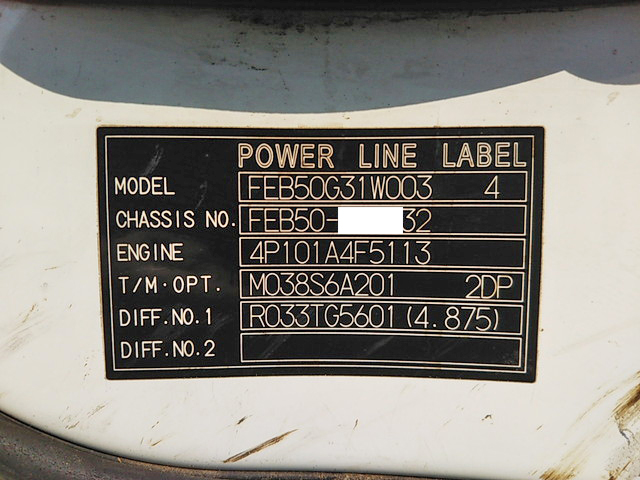 POWER LINE LABEL
MODEL FEB50G31W003 4
CHASSIS NO. FEB50- 32
ENGINE 4P101A4F5113
T/M·OPT. M038S6A201 2DP
DIFF.NO.1 R033TG5601(4.875)
DIFF.NO.2